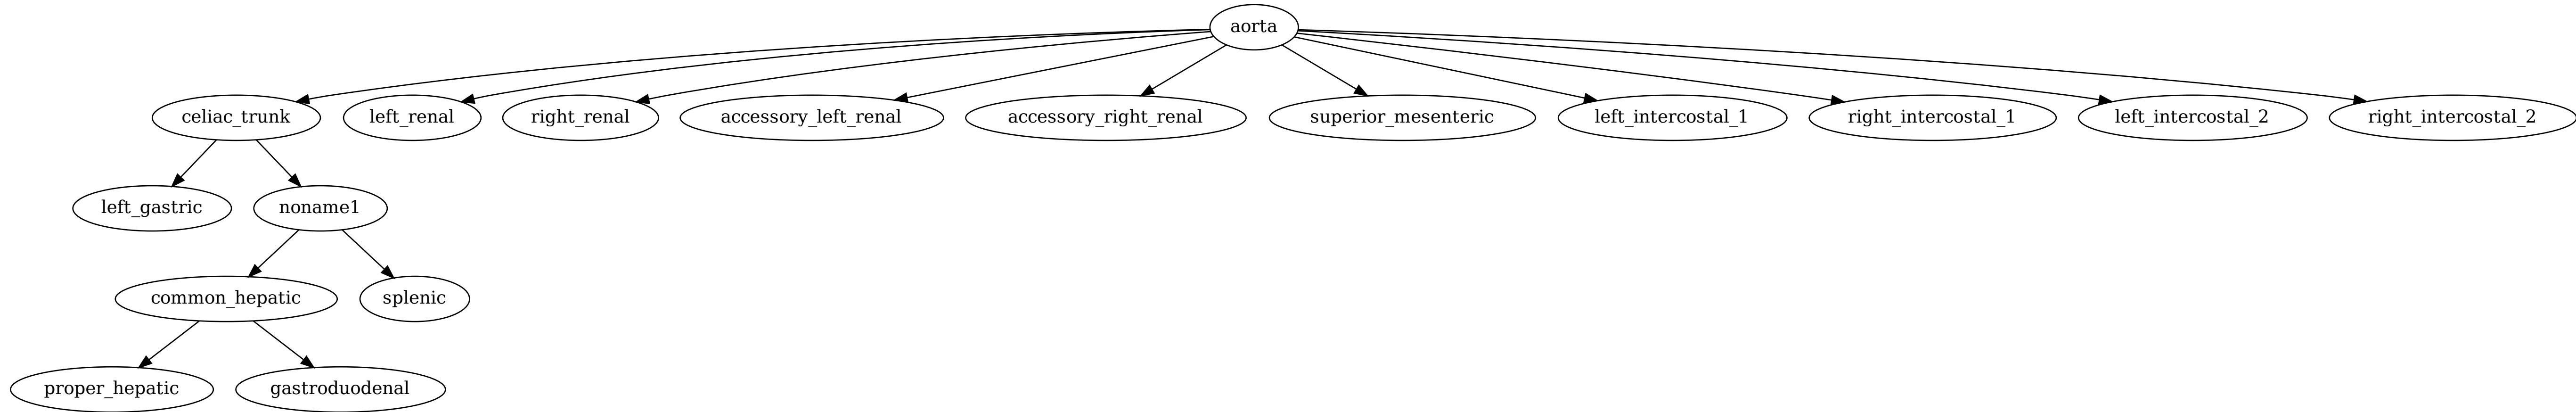 aorta
celiac_trunk left_renal right_renal accessory_left_renal accessory_right_renal superior_mesenteric left_intercostal_1 right_intercostal_1 left_intercostal_2 right_intercostal_2
left_gastric noname1
common_hepatic splenic
proper_hepatic gastroduodenal